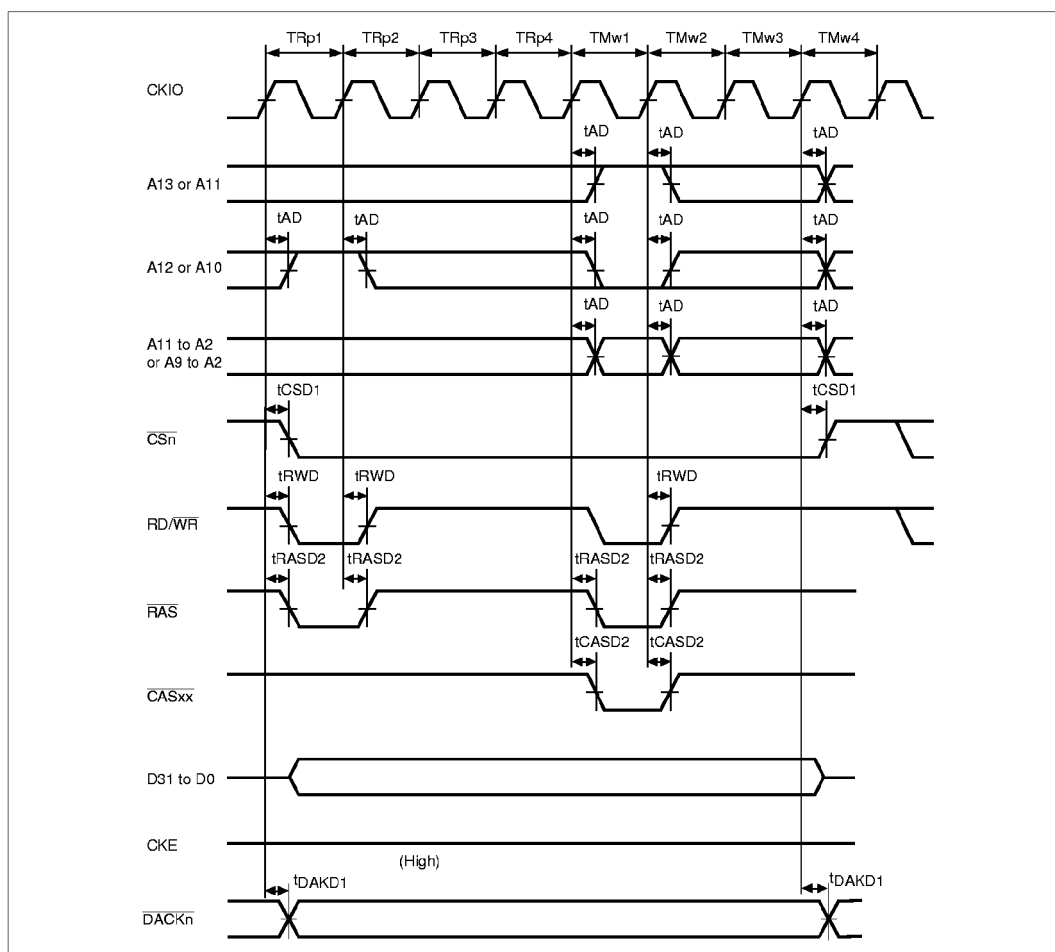 TRp1 TRp2 TRp3 TRp4 TMw1 TMw2 TMw3 TMw4
CKIO
tAD tAD tAD
A13 or A11
tAD tAD tAD tAD tAD
A12 or A10
tAD tAD tAD
A11 to A2
or A9 to A2
tCSD1 tCSD1
CSn
tRWD tRWD tRWD
RD/WR
tRASD2 tRASD2 tRASD2 tRASD2
RAS
tCASD2 tCASD2
CASxx
D31 to D0
CKE
(High)
tDAKD1 tDAKD1
DACKn